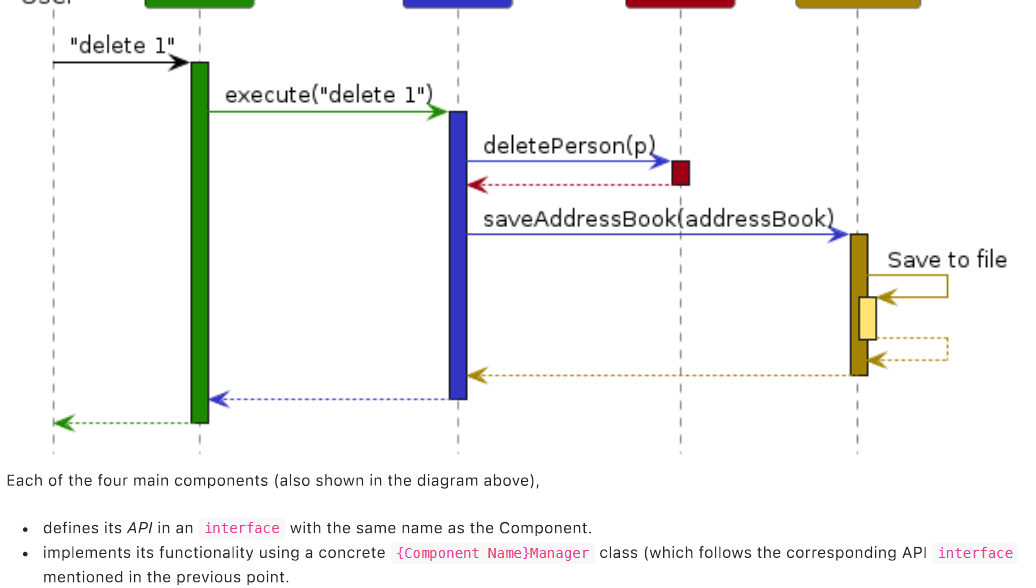 User
"delete 1"
execute("delete 1")
deletePerson(p)
saveAddressBook(addressBook)
Save to file
Each of the four main components (also shown in the diagram above),
• defines its API in an interface with the same name as the Component.
• implements its functionality using a concrete {Component Name}Manager class (which follows the corresponding API interface
mentioned in the previous point.